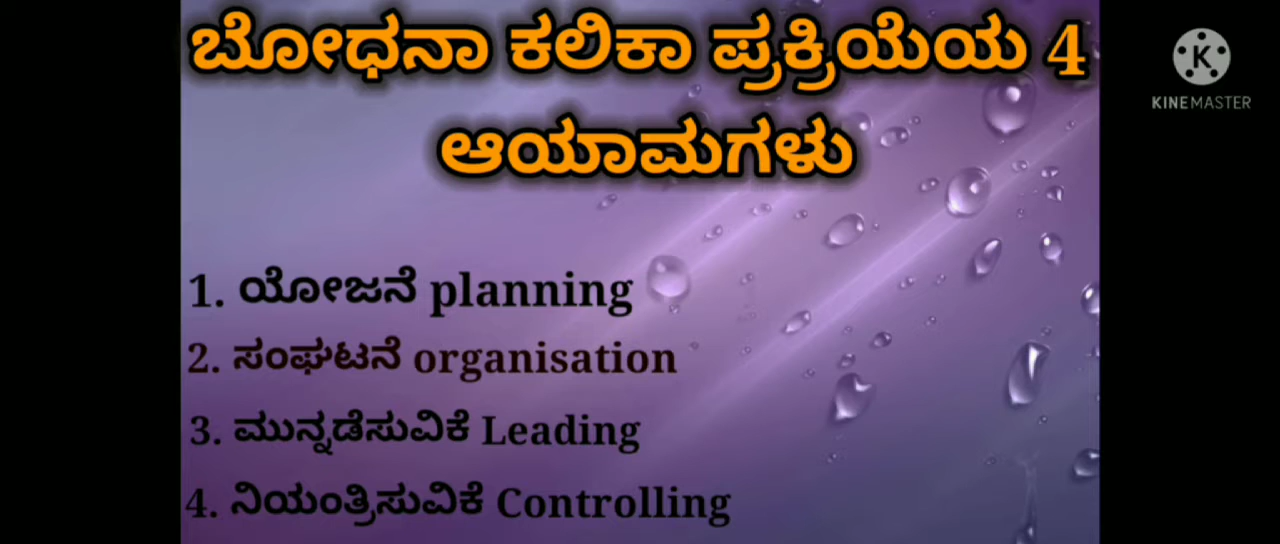 ಬೋಧನಾ ಕಲಿಕಾ ಪ್ರಕ್ರಿಯೆಯ 4
ಆಯಾಮಗಳು
K
KINEMASTER
1. ಯೋಜನೆ planning
2. ಸಂಘಟನೆ organisation
3. ಮುನ್ನಡೆಸುವಿಕೆ Leading
4. ನಿಯಂತ್ರಿಸುವಿಕೆ Controlling